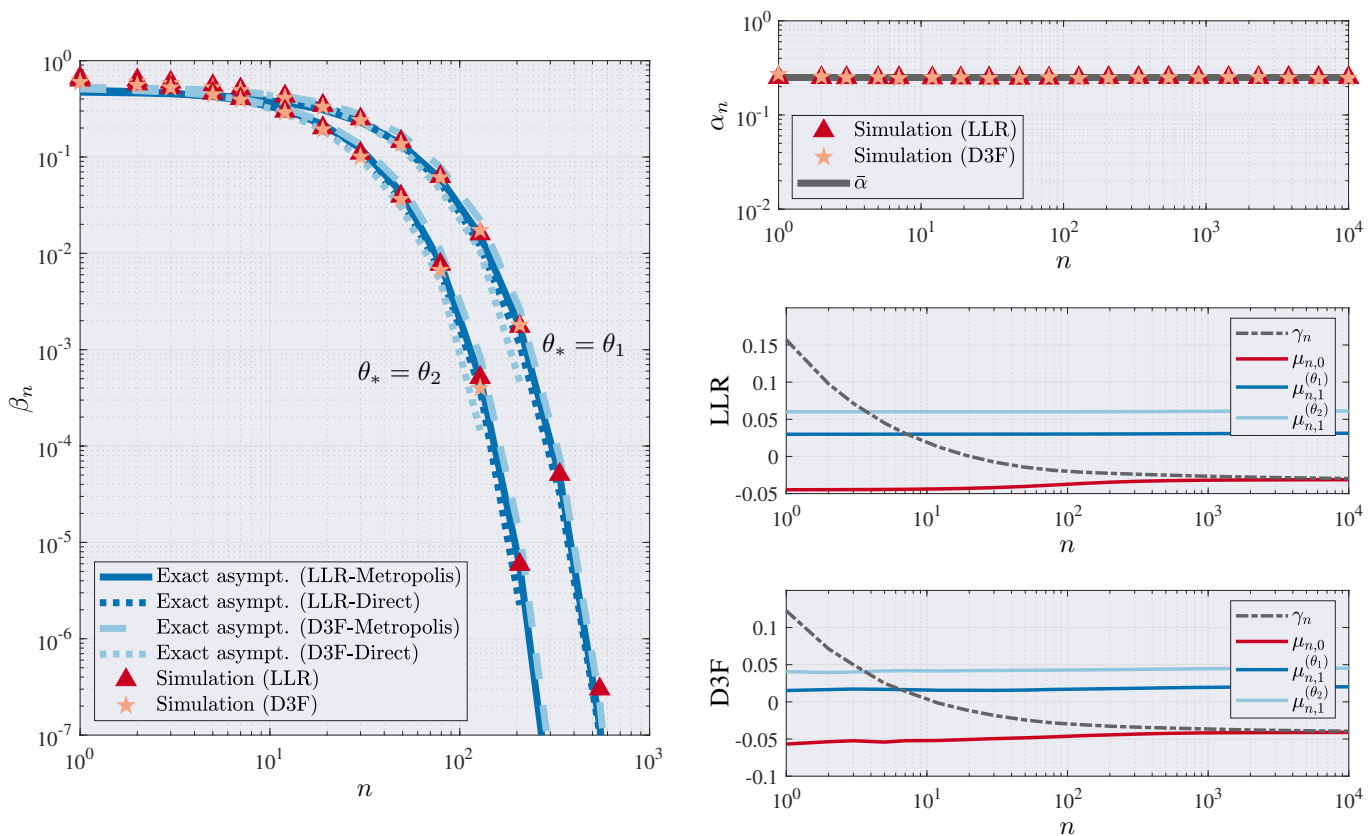 10^0
10^-1
10^-2
10^-3
10^-4
10^-5
10^-6
10^-7
β_n
θ_* = θ_1
θ_* = θ_2
Exact asympt. (LLR-Metropolis)
Exact asympt. (LLR-Direct)
Exact asympt. (D3F-Metropolis)
Exact asympt. (D3F-Direct)
Simulation (LLR)
Simulation (D3F)
10^0 10^1 10^2 10^3
n
10^0
10^-1
10^-2
α_n
Simulation (LLR)
Simulation (D3F)
ᾱ
10^0 10^1 10^2 10^3 10^4
n
0.15
0.1
0.05
0
-0.05
LLR
γ_n
μ_{n,0}
μ_{n,1}^{(θ_1)}
μ_{n,1}^{(θ_2)}
10^0 10^1 10^2 10^3 10^4
n
0.1
0.05
0
-0.05
-0.1
D3F
γ_n
μ_{n,0}
μ_{n,1}^{(θ_1)}
μ_{n,1}^{(θ_2)}
10^0 10^1 10^2 10^3 10^4
n